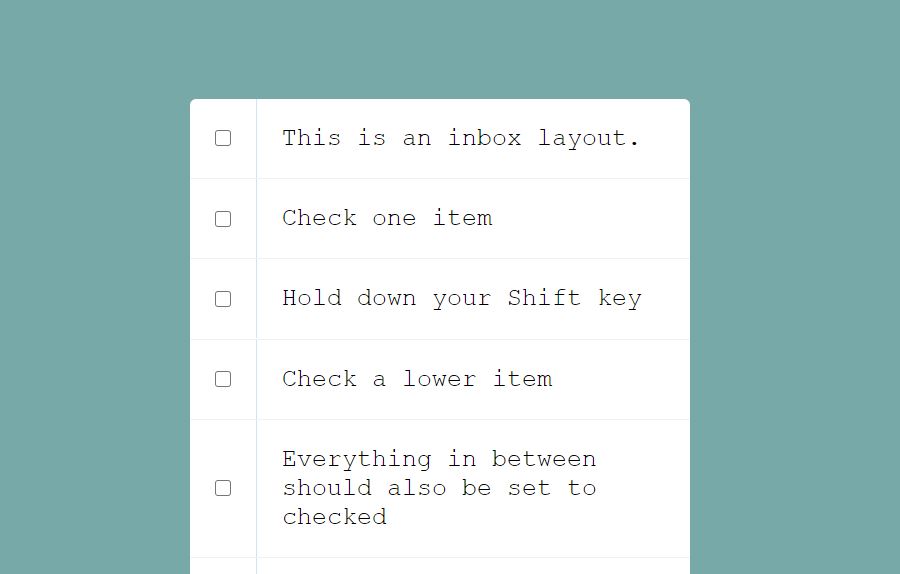 This is an inbox layout.
Check one item
Hold down your Shift key
Check a lower item
Everything in between
should also be set to
checked